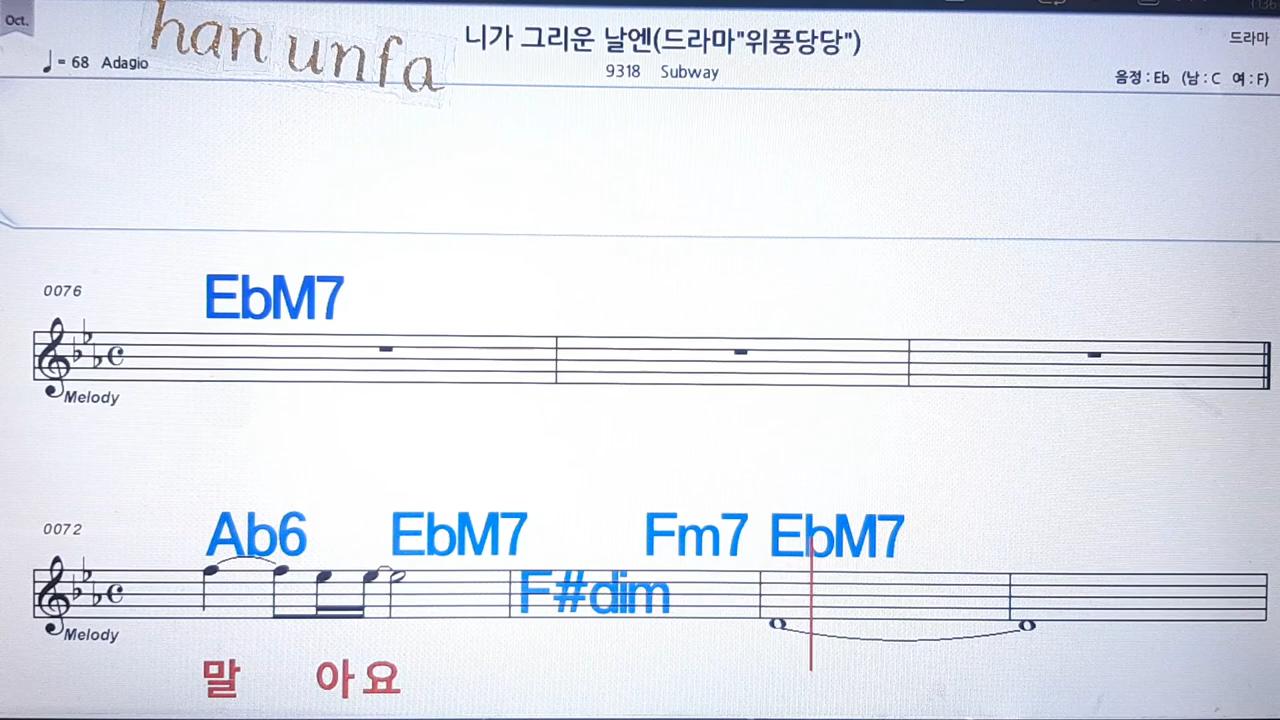 Oct.
han unfa
니가 그리운 날엔(드라마"위풍당당")
드라마
♩ = 68 Adagio
9318 Subway
음정 : Eb (남 : C 여 : F)
0076
EbM7
Melody
0072
Ab6 EbM7 Fm7 EbM7
F#dim
Melody
말 아 요